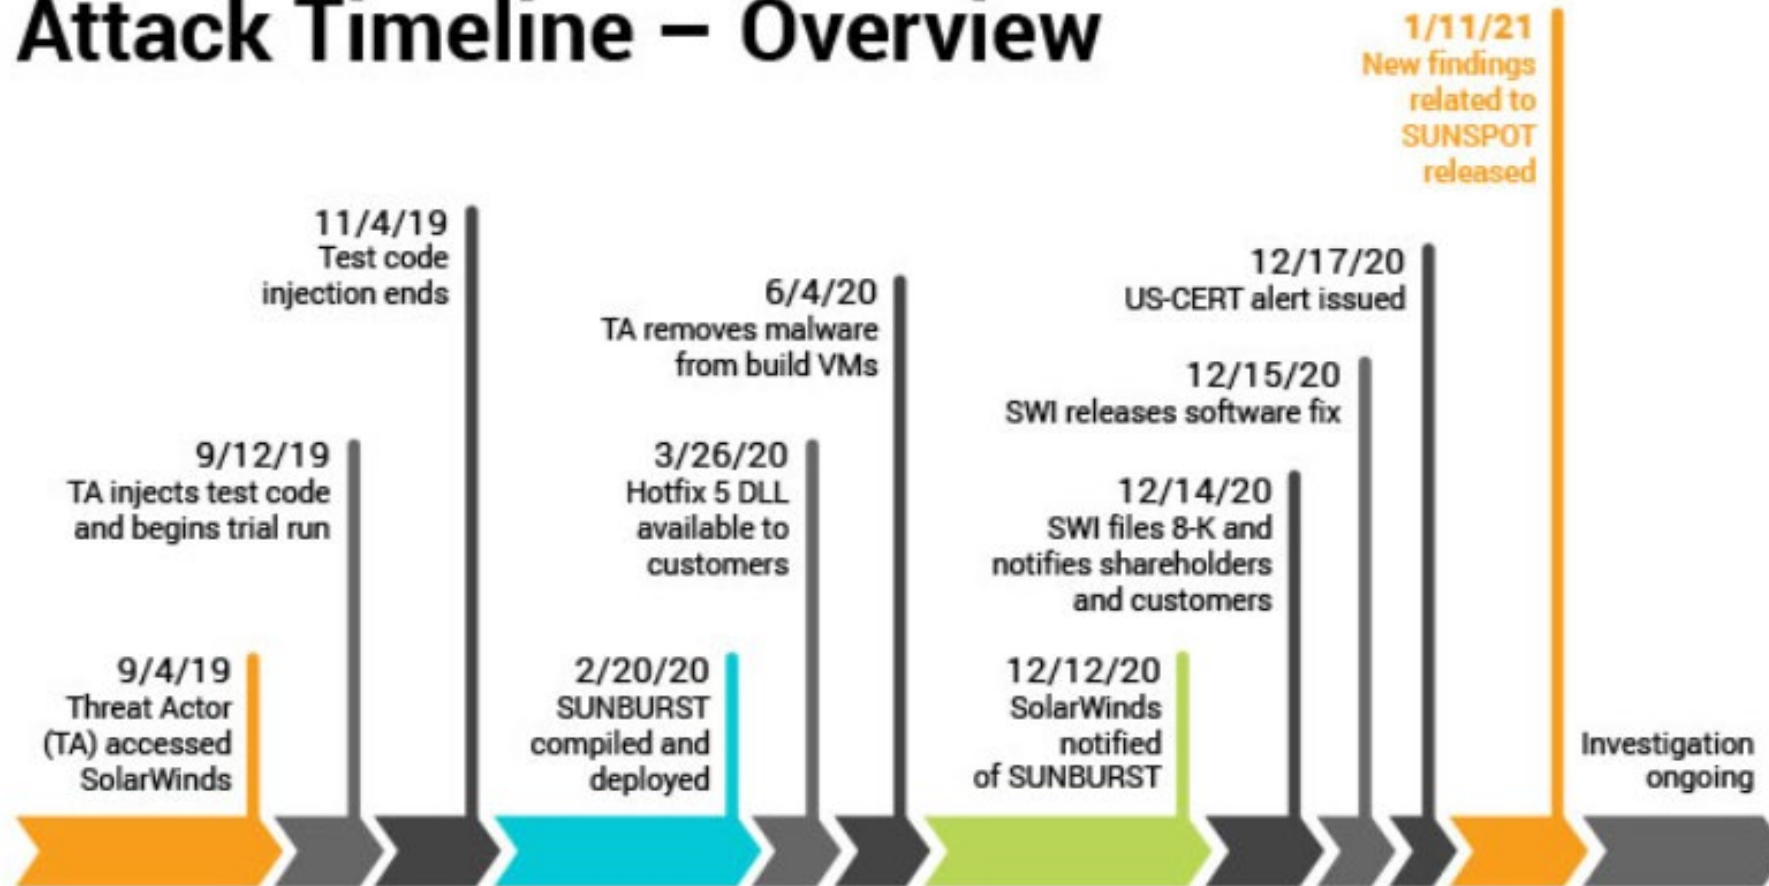 Attack Timeline – Overview
9/4/19
Threat Actor
(TA) accessed
SolarWinds
9/12/19
TA injects test code
and begins trial run
11/4/19
Test code
injection ends
2/20/20
SUNBURST
compiled and
deployed
3/26/20
Hotfix 5 DLL
available to
customers
6/4/20
TA removes malware
from build VMs
12/12/20
SolarWinds
notified
of SUNBURST
12/14/20
SWI files 8-K and
notifies shareholders
and customers
12/15/20
SWI releases software fix
12/17/20
US-CERT alert issued
1/11/21
New findings
related to
SUNSPOT
released
Investigation
ongoing